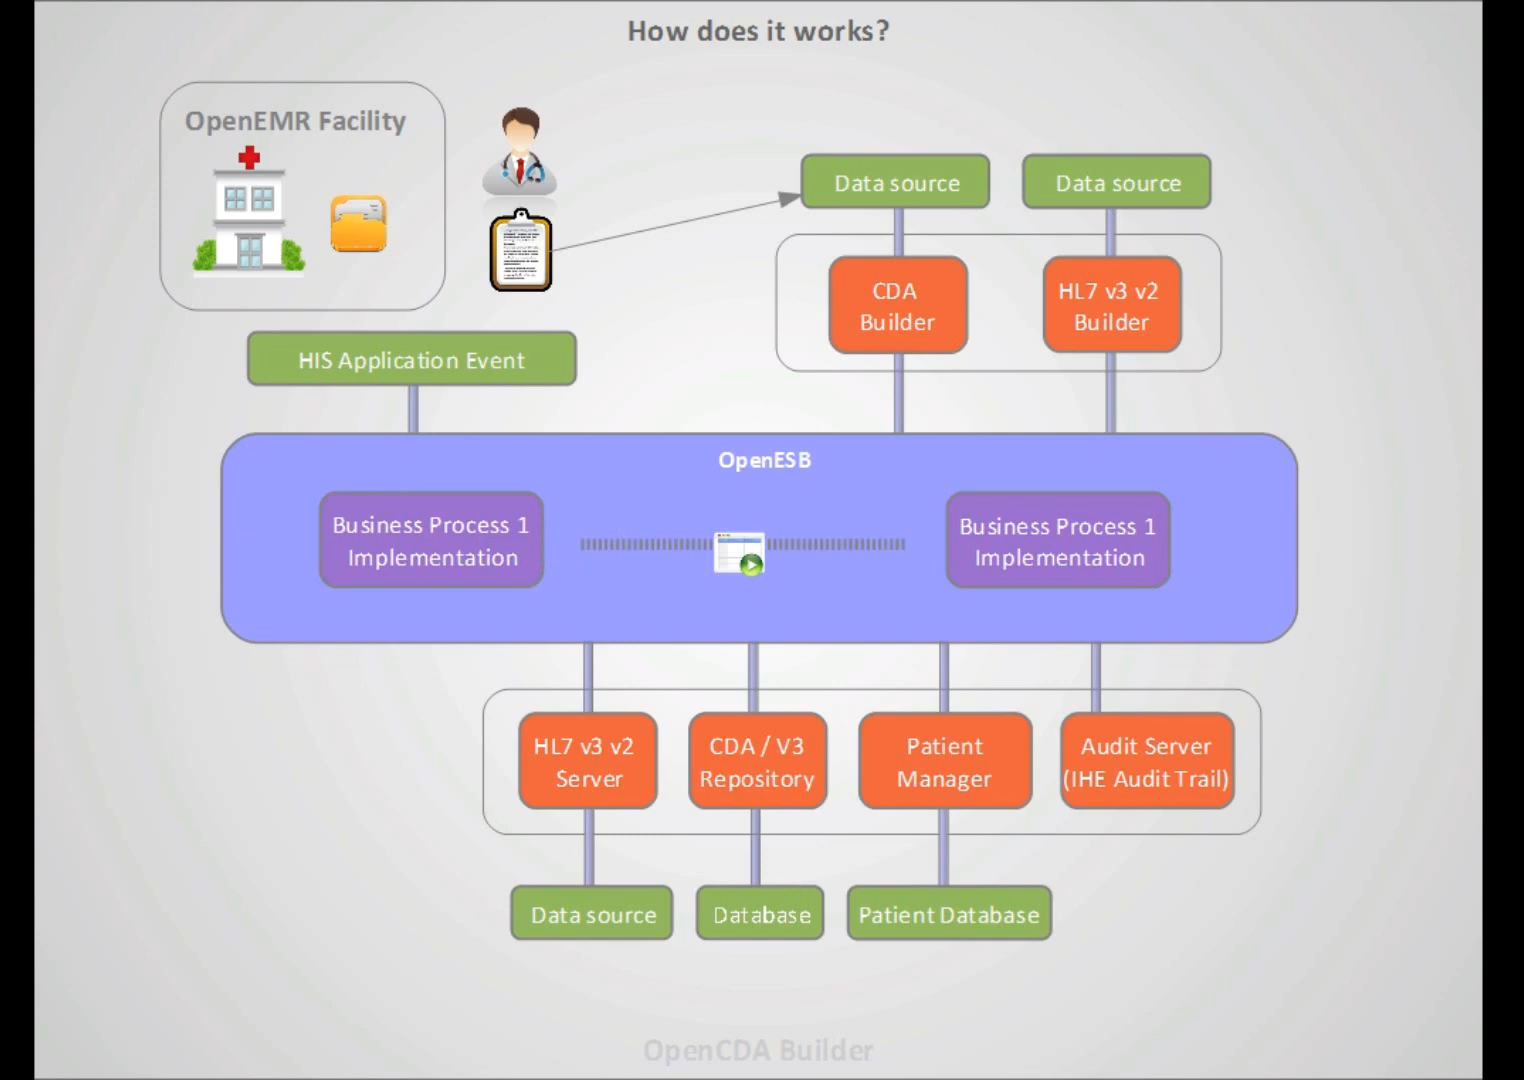 How does it works?
OpenEMR Facility
Data source
Data source
CDA
Builder
HL7 v3 v2
Builder
HIS Application Event
OpenESB
Business Process 1
Implementation
Business Process 1
Implementation
HL7 v3 v2
Server
CDA / V3
Repository
Patient
Manager
Audit Server
(IHE Audit Trail)
Data source
Database
Patient Database
OpenCDA Builder